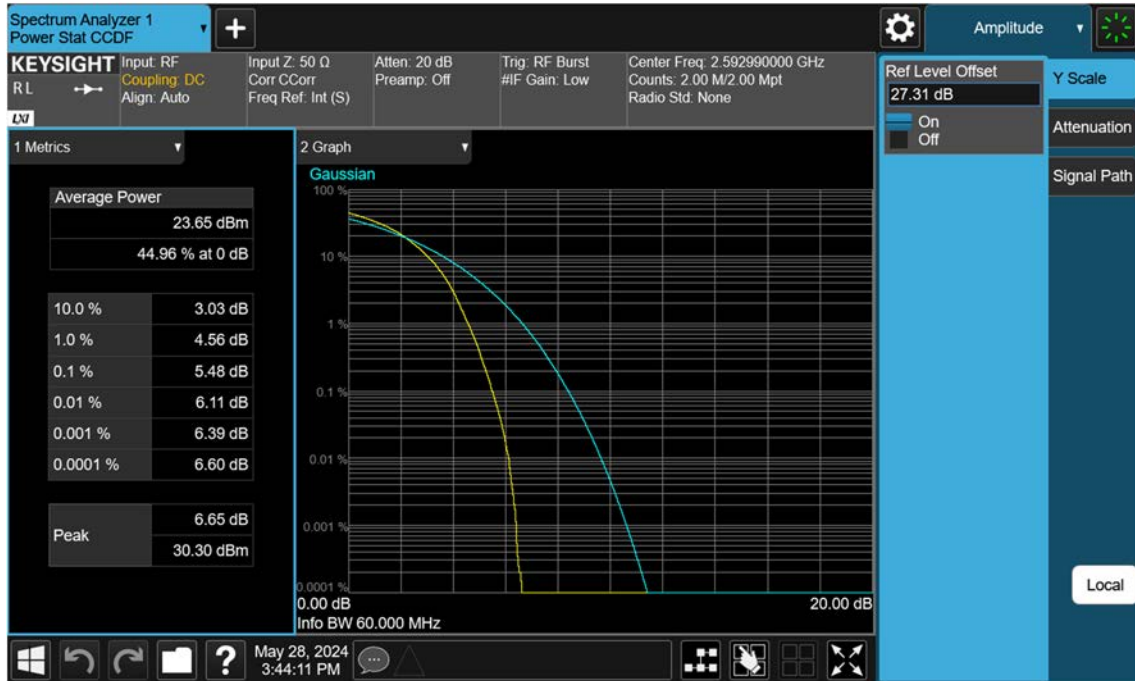 Spectrum Analyzer 1
Power Stat CCDF
+
Amplitude
KEYSIGHT
R L
LXI
Input: RF
Coupling: DC
Align: Auto
Input Z: 50 Ω
Corr CCorr
Freq Ref: Int (S)
Atten: 20 dB
Preamp: Off
Trig: RF Burst
#IF Gain: Low
Center Freq: 2.592990000 GHz
Counts: 2.00 M/2.00 Mpt
Radio Std: None
Ref Level Offset
27.31 dB
On
Off
Y Scale
Attenuation
Signal Path
Local
1 Metrics
Average Power
23.65 dBm
44.96 % at 0 dB
10.0 % 3.03 dB
1.0 % 4.56 dB
0.1 % 5.48 dB
0.01 % 6.11 dB
0.001 % 6.39 dB
0.0001 % 6.60 dB
Peak
6.65 dB
30.30 dBm
2 Graph
Gaussian
100 %
10 %
1 %
0.1 %
0.01 %
0.001 %
0.0001 %
0.00 dB 20.00 dB
Info BW 60.000 MHz
?
May 28, 2024
3:44:11 PM